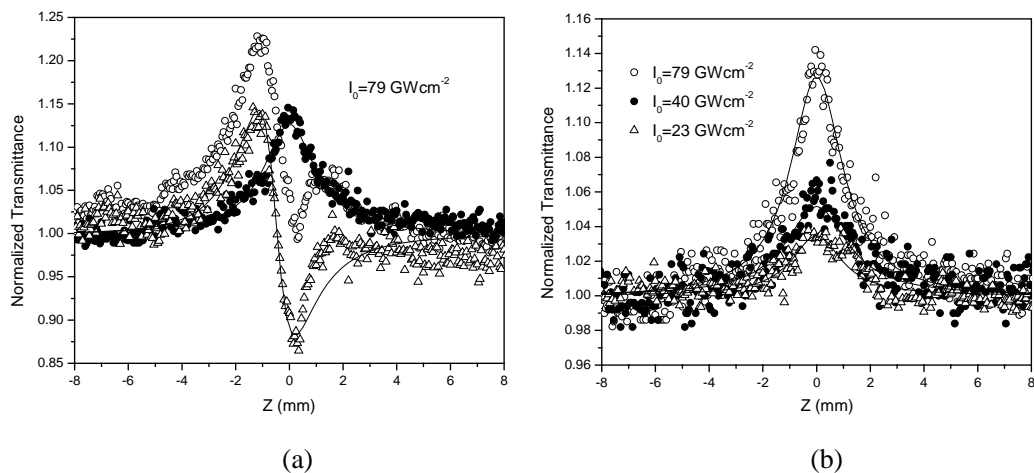 1.25
1.20
1.15
1.10
1.05
1.00
0.95
0.90
0.85
Normalized Transmittance
I₀=79 GWcm⁻²
-8 -6 -4 -2 0 2 4 6 8
Z (mm)
(a)
1.16
1.14
1.12
1.10
1.08
1.06
1.04
1.02
1.00
0.98
0.96
Normalized Transmittance
I₀=79 GWcm⁻²
I₀=40 GWcm⁻²
I₀=23 GWcm⁻²
-8 -6 -4 -2 0 2 4 6 8
Z (mm)
(b)